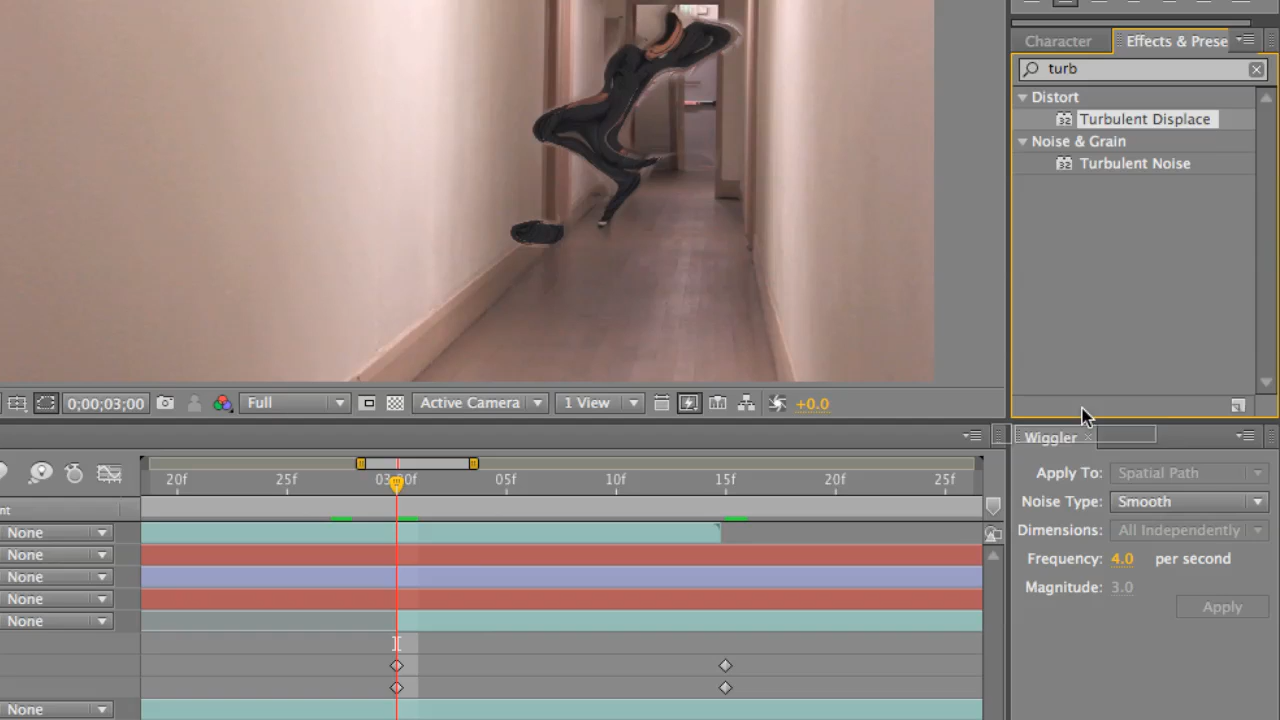 Character Effects & Prese
turb
Distort
32 Turbulent Displace
Noise & Grain
32 Turbulent Noise
0;00;03;00 Full Active Camera 1 View +0.0
Wiggler
Apply To: Spatial Path
Noise Type: Smooth
Dimensions: All Independently
Frequency: 4.0 per second
Magnitude: 3.0
Apply
20f 25f 03:00f 05f 10f 15f 20f 25f
nt
None
None
None
None
None
None